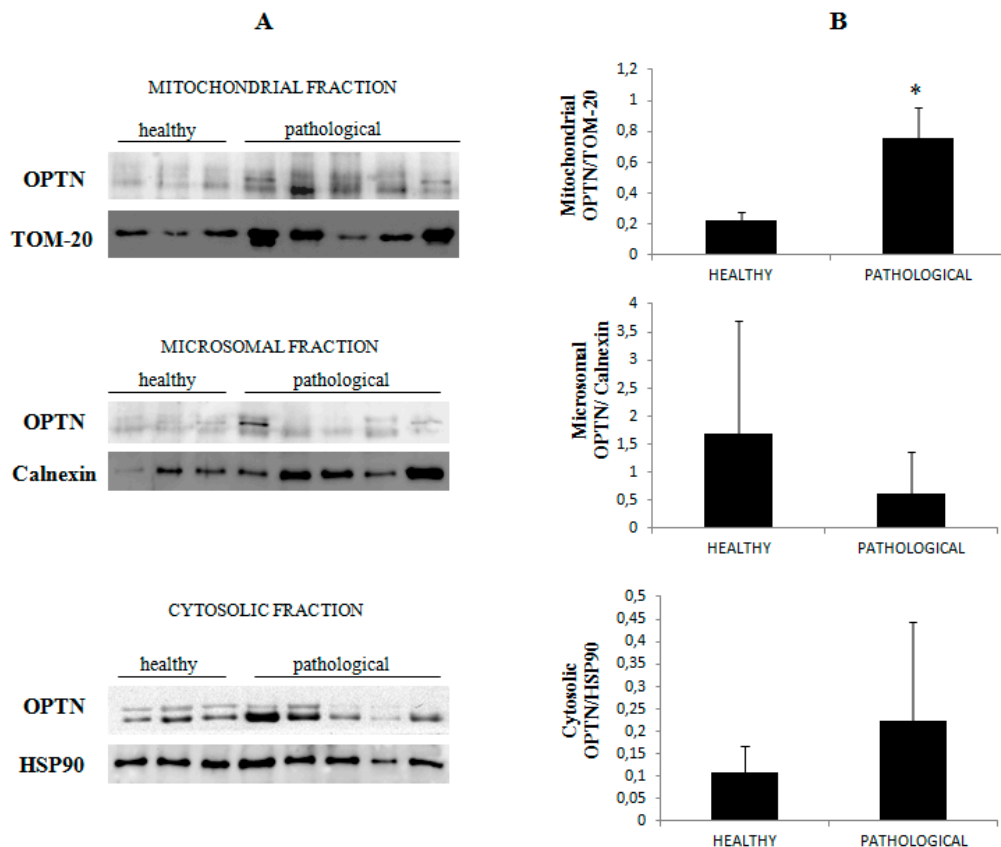 A
MITOCHONDRIAL FRACTION
healthy pathological
OPTN
TOM-20
MICROSOMAL FRACTION
healthy pathological
OPTN
Calnexin
CYTOSOLIC FRACTION
healthy pathological
OPTN
HSP90
B
Mitochondrial
OPTN/TOM-20
1,2
1
0,8
0,6
0,4
0,2
0
*
HEALTHY PATHOLOGICAL
Microsomal
OPTN/ Calnexin
4
3,5
3
2,5
2
1,5
1
0,5
0
HEALTHY PATHOLOGICAL
Cytosolic
OPTN/HSP90
0,5
0,45
0,4
0,35
0,3
0,25
0,2
0,15
0,1
0,05
0
HEALTHY PATHOLOGICAL